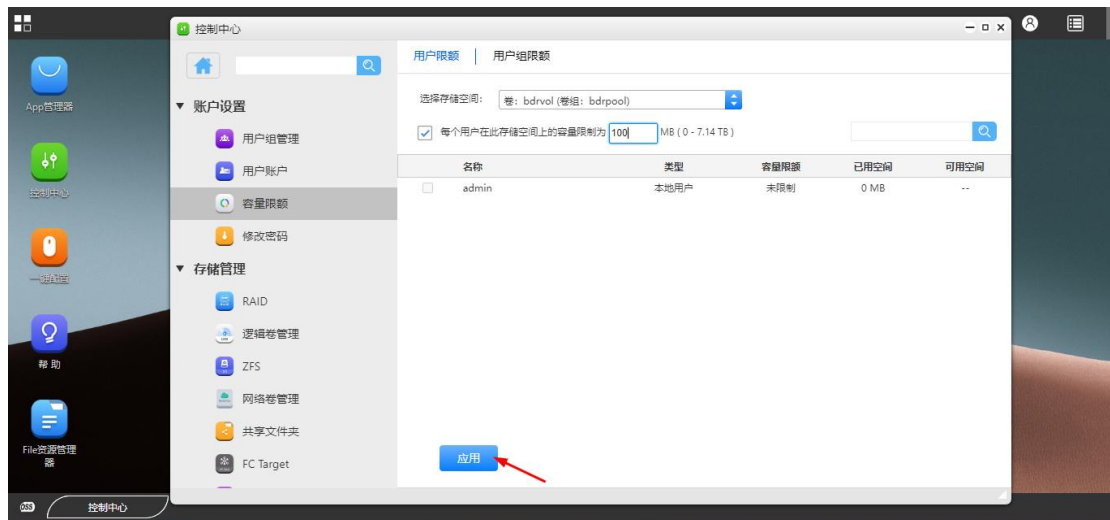 控制中心
App管理器
控制中心
一键配置
帮助
File资源管理
器
账户设置
用户组管理
用户账户
容量限额
修改密码
存储管理
RAID
逻辑卷管理
ZFS
网络卷管理
共享文件夹
FC Target
用户限额 用户组限额
选择存储空间: 卷: bdrvol (卷组: bdrpool)
每个用户在此存储空间上的容量限制为 100 MB ( 0 - 7.14 TB )
名称 类型 容量限额 已用空间 可用空间
admin 本地用户 未限制 0 MB --
应用
控制中心